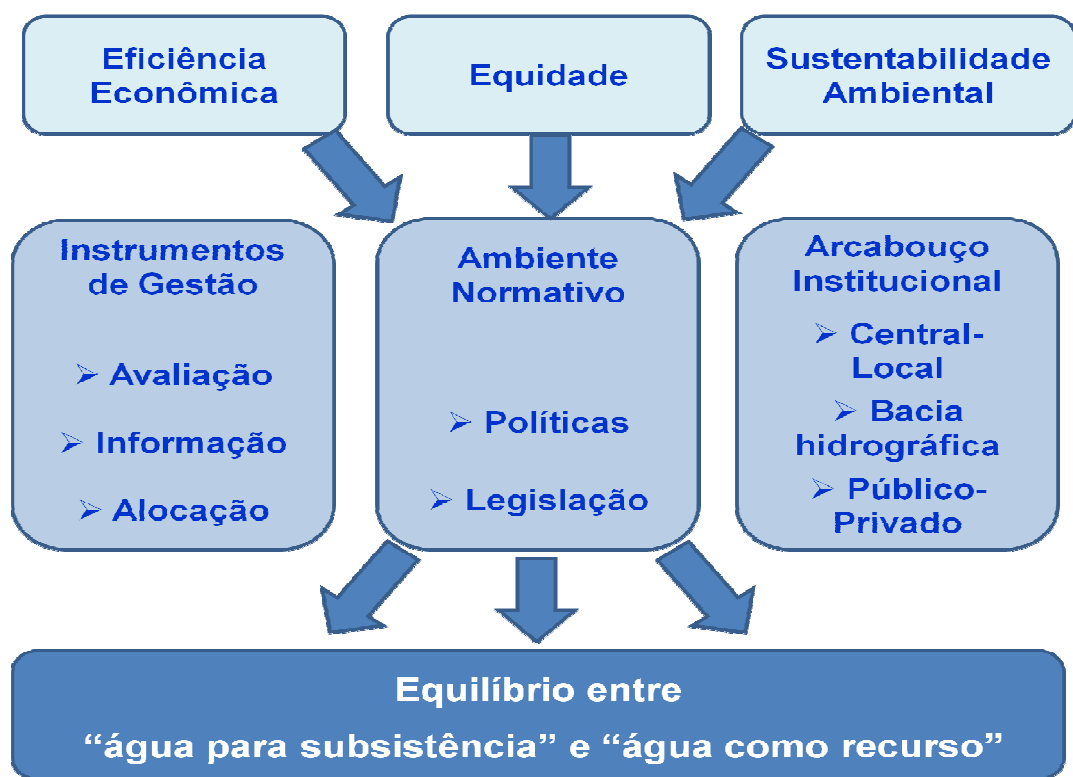 Eficiência
Econômica
Equidade
Sustentabilidade
Ambiental
Instrumentos
de Gestão
➢ Avaliação
➢ Informação
➢ Alocação
Ambiente
Normativo
➢ Políticas
➢ Legislação
Arcabouço
Institucional
➢ Central-
Local
➢ Bacia
hidrográfica
➢ Público-
Privado
Equilíbrio entre
“água para subsistência” e “água como recurso”